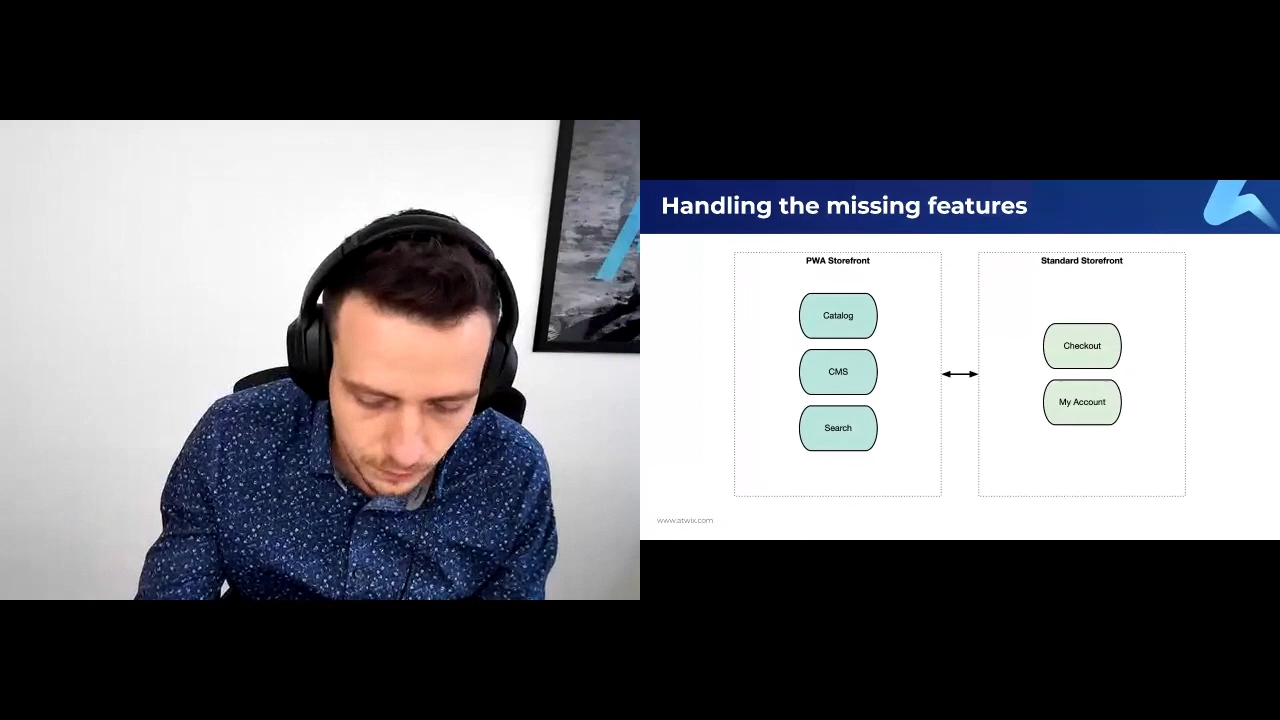 Handling the missing features
PWA Storefront
Standard Storefront
Catalog
CMS
Search
Checkout
My Account
www.atwix.com